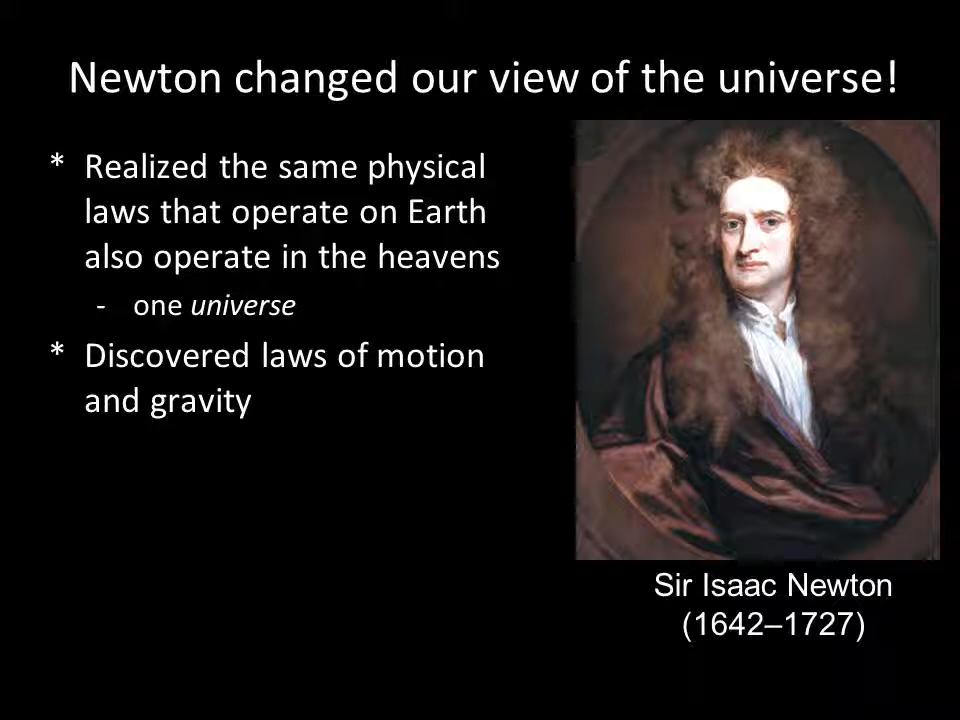 Newton changed our view of the universe!
* Realized the same physical
laws that operate on Earth
also operate in the heavens
- one universe
* Discovered laws of motion
and gravity
Sir Isaac Newton
(1642–1727)